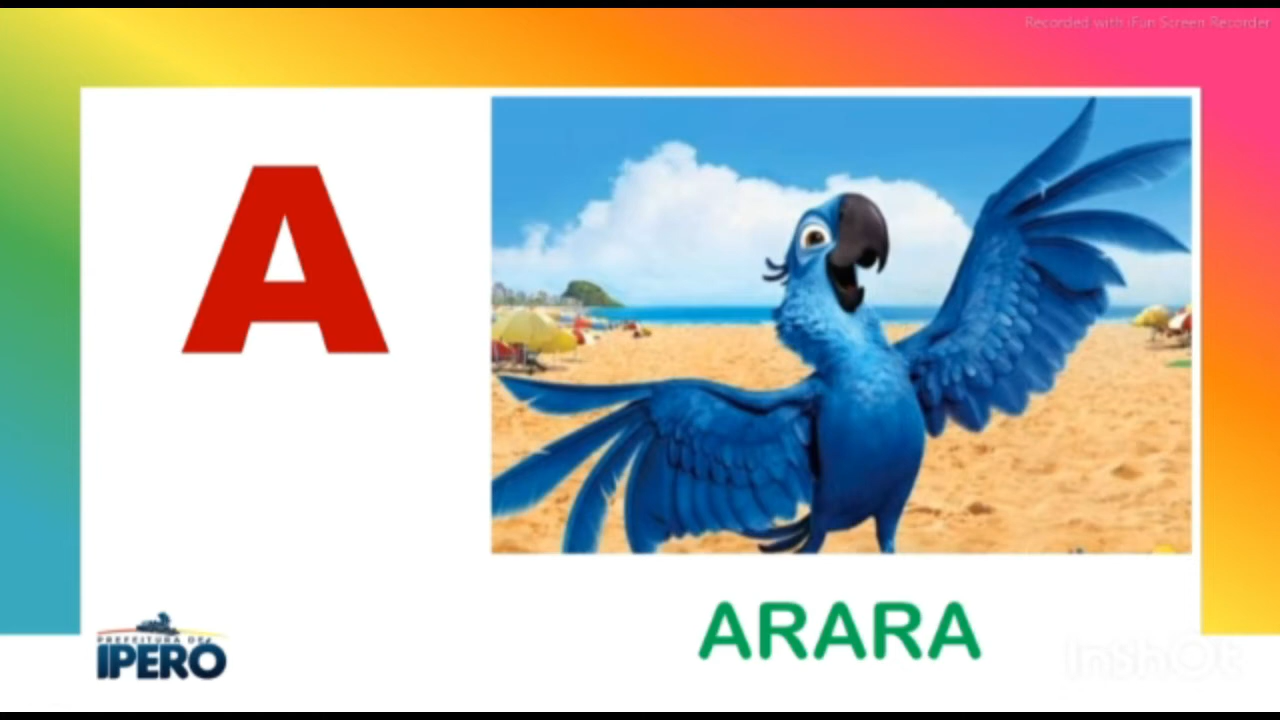 Recorded with iFun Screen Recorder
A
ARARA
PREFEITURA DE
IPERÓ
InShOt